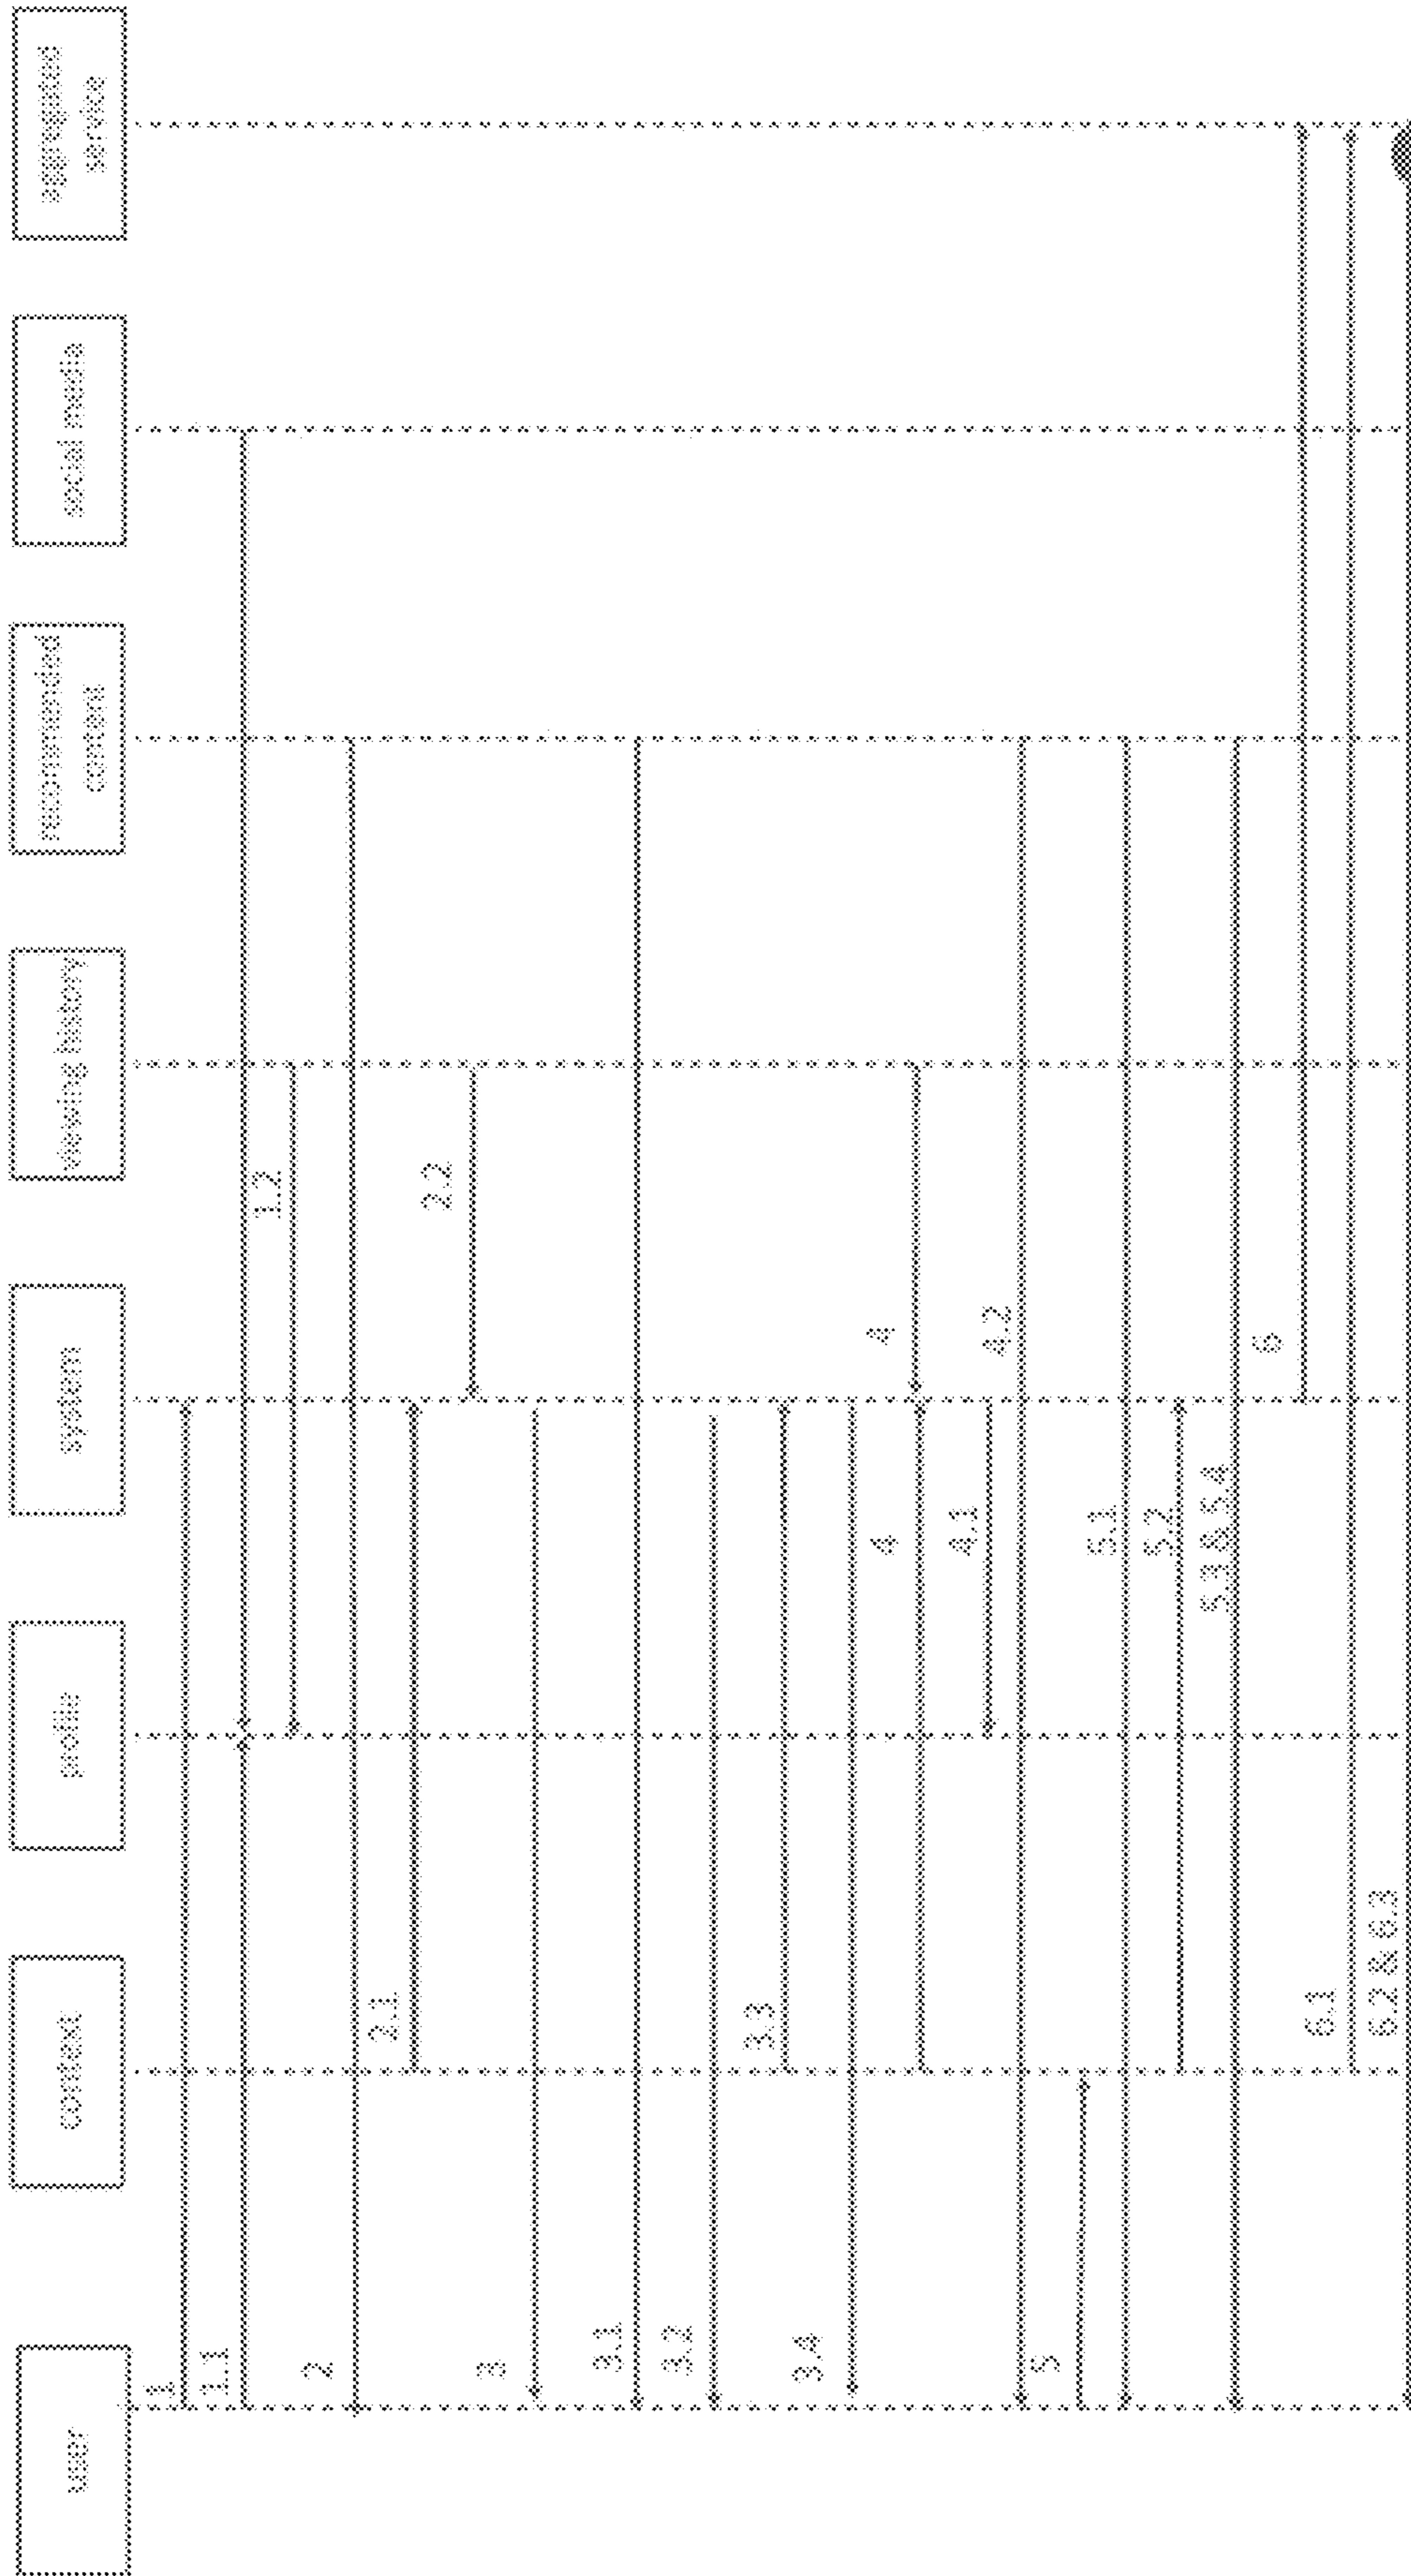 user
context
profile
system
viewing history
recommended
content
social media
aggregated
service
1
1.1
1.2
2
2.1
2.2
3
3.1
3.2
3.3
3.4
4
4
4.1
4.2
5
5.1
5.2
5.3 & 5.4
6
6.1
6.2 & 6.3